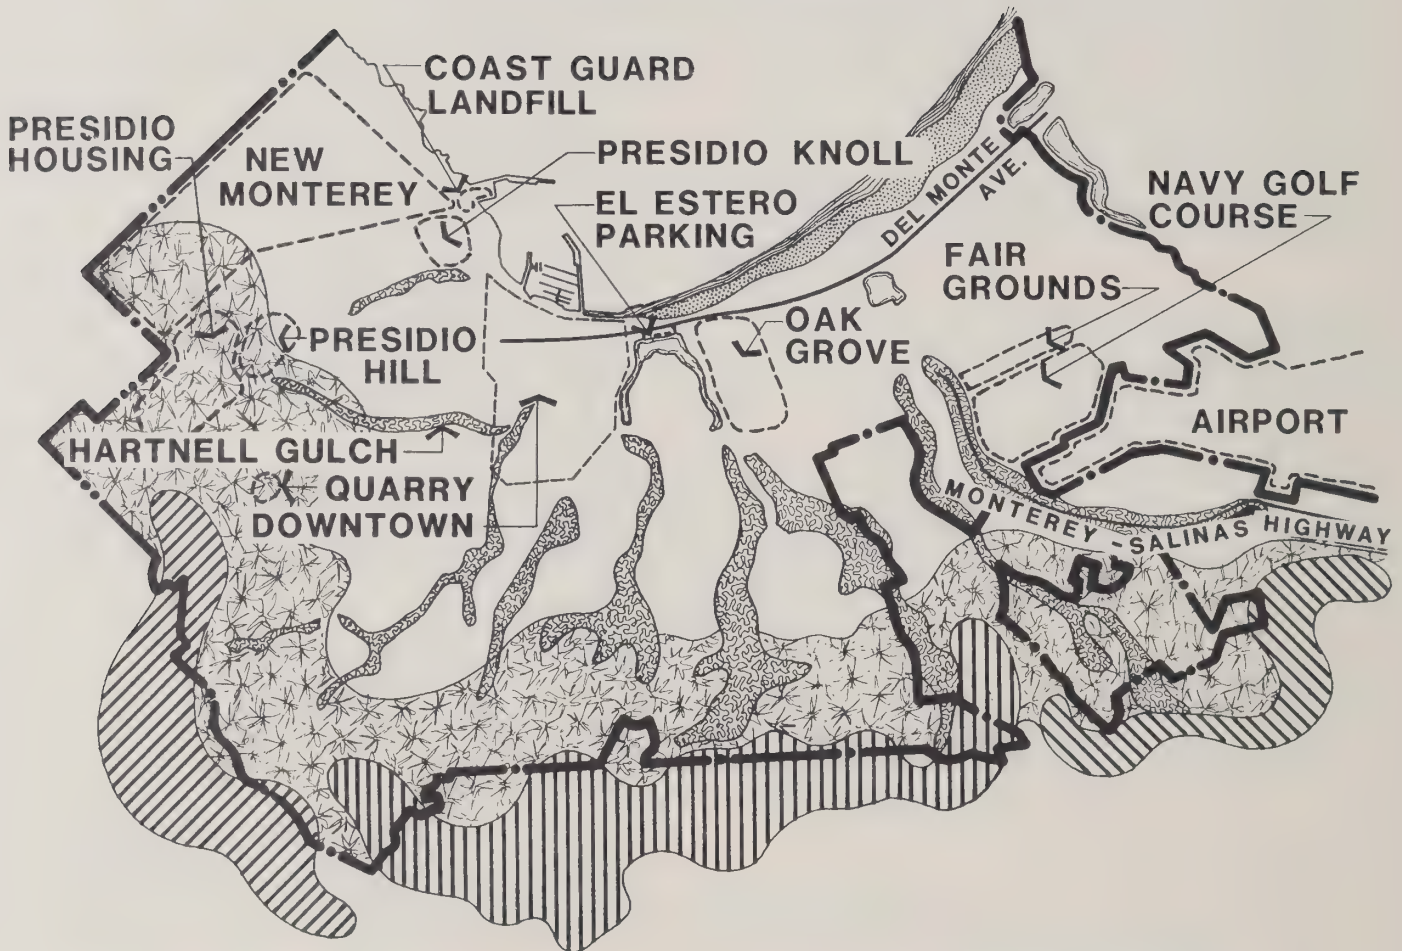 COAST GUARD
LANDFILL
PRESIDIO
HOUSING
NEW
MONTEREY
PRESIDIO KNOLL
EL ESTERO
PARKING
DEL MONTE
AVE.
NAVY GOLF
COURSE
FAIR
GROUNDS
OAK
GROVE
PRESIDIO
HILL
AIRPORT
HARTNELL GULCH
QUARRY
DOWNTOWN
MONTEREY - SALINAS HIGHWAY